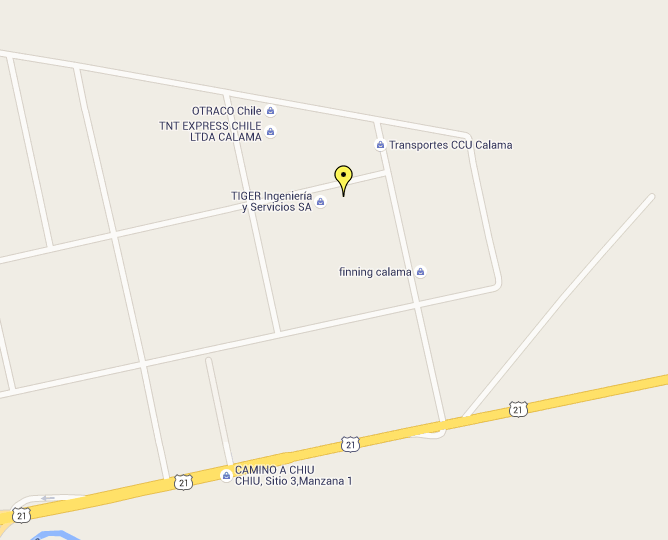 OTRACO Chile
TNT EXPRESS CHILE
LTDA CALAMA
Transportes CCU Calama
TIGER Ingeniería
y Servicios SA
finning calama
21
21
CAMINO A CHIU
CHIU, Sitio 3,Manzana 1
21
21